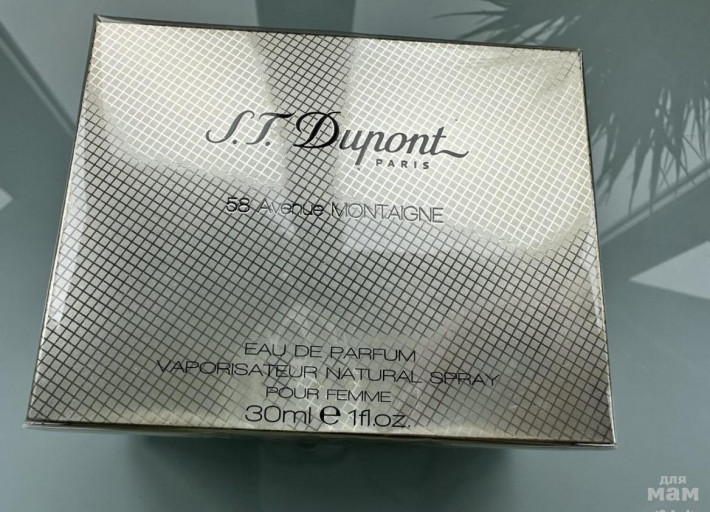 S.T. Dupont
PARIS
58 Avenue MONTAIGNE
EAU DE PARFUM
VAPORISATEUR NATURAL SPRAY
POUR FEMME
30ml e 1fl.oz.
для
мам